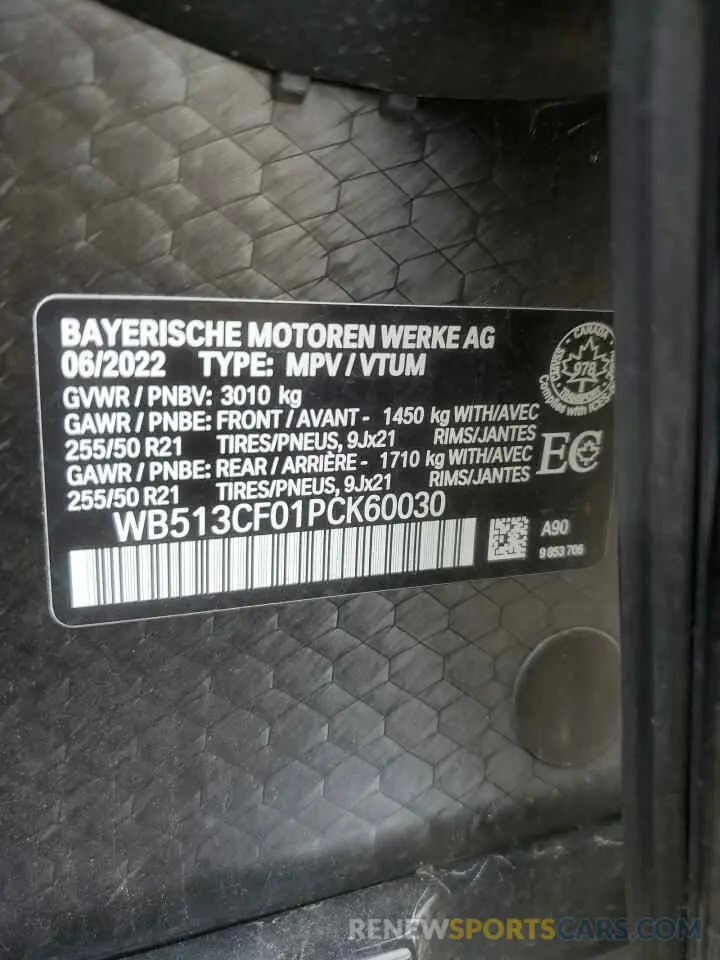 BAYERISCHE MOTOREN WERKE AG
06/2022 TYPE: MPV / VTUM
GVWR / PNBV: 3010 kg
GAWR / PNBE: FRONT / AVANT - 1450 kg WITH/AVEC
255/50 R21 TIRES/PNEUS, 9Jx21 RIMS/JANTES
GAWR / PNBE: REAR / ARRIÈRE - 1710 kg WITH/AVEC
255/50 R21 TIRES/PNEUS, 9Jx21 RIMS/JANTES
WB513CF01PCK60030
CANADA
978
EC
A90
9 853 706
RENEWSPORTSCARS.COM